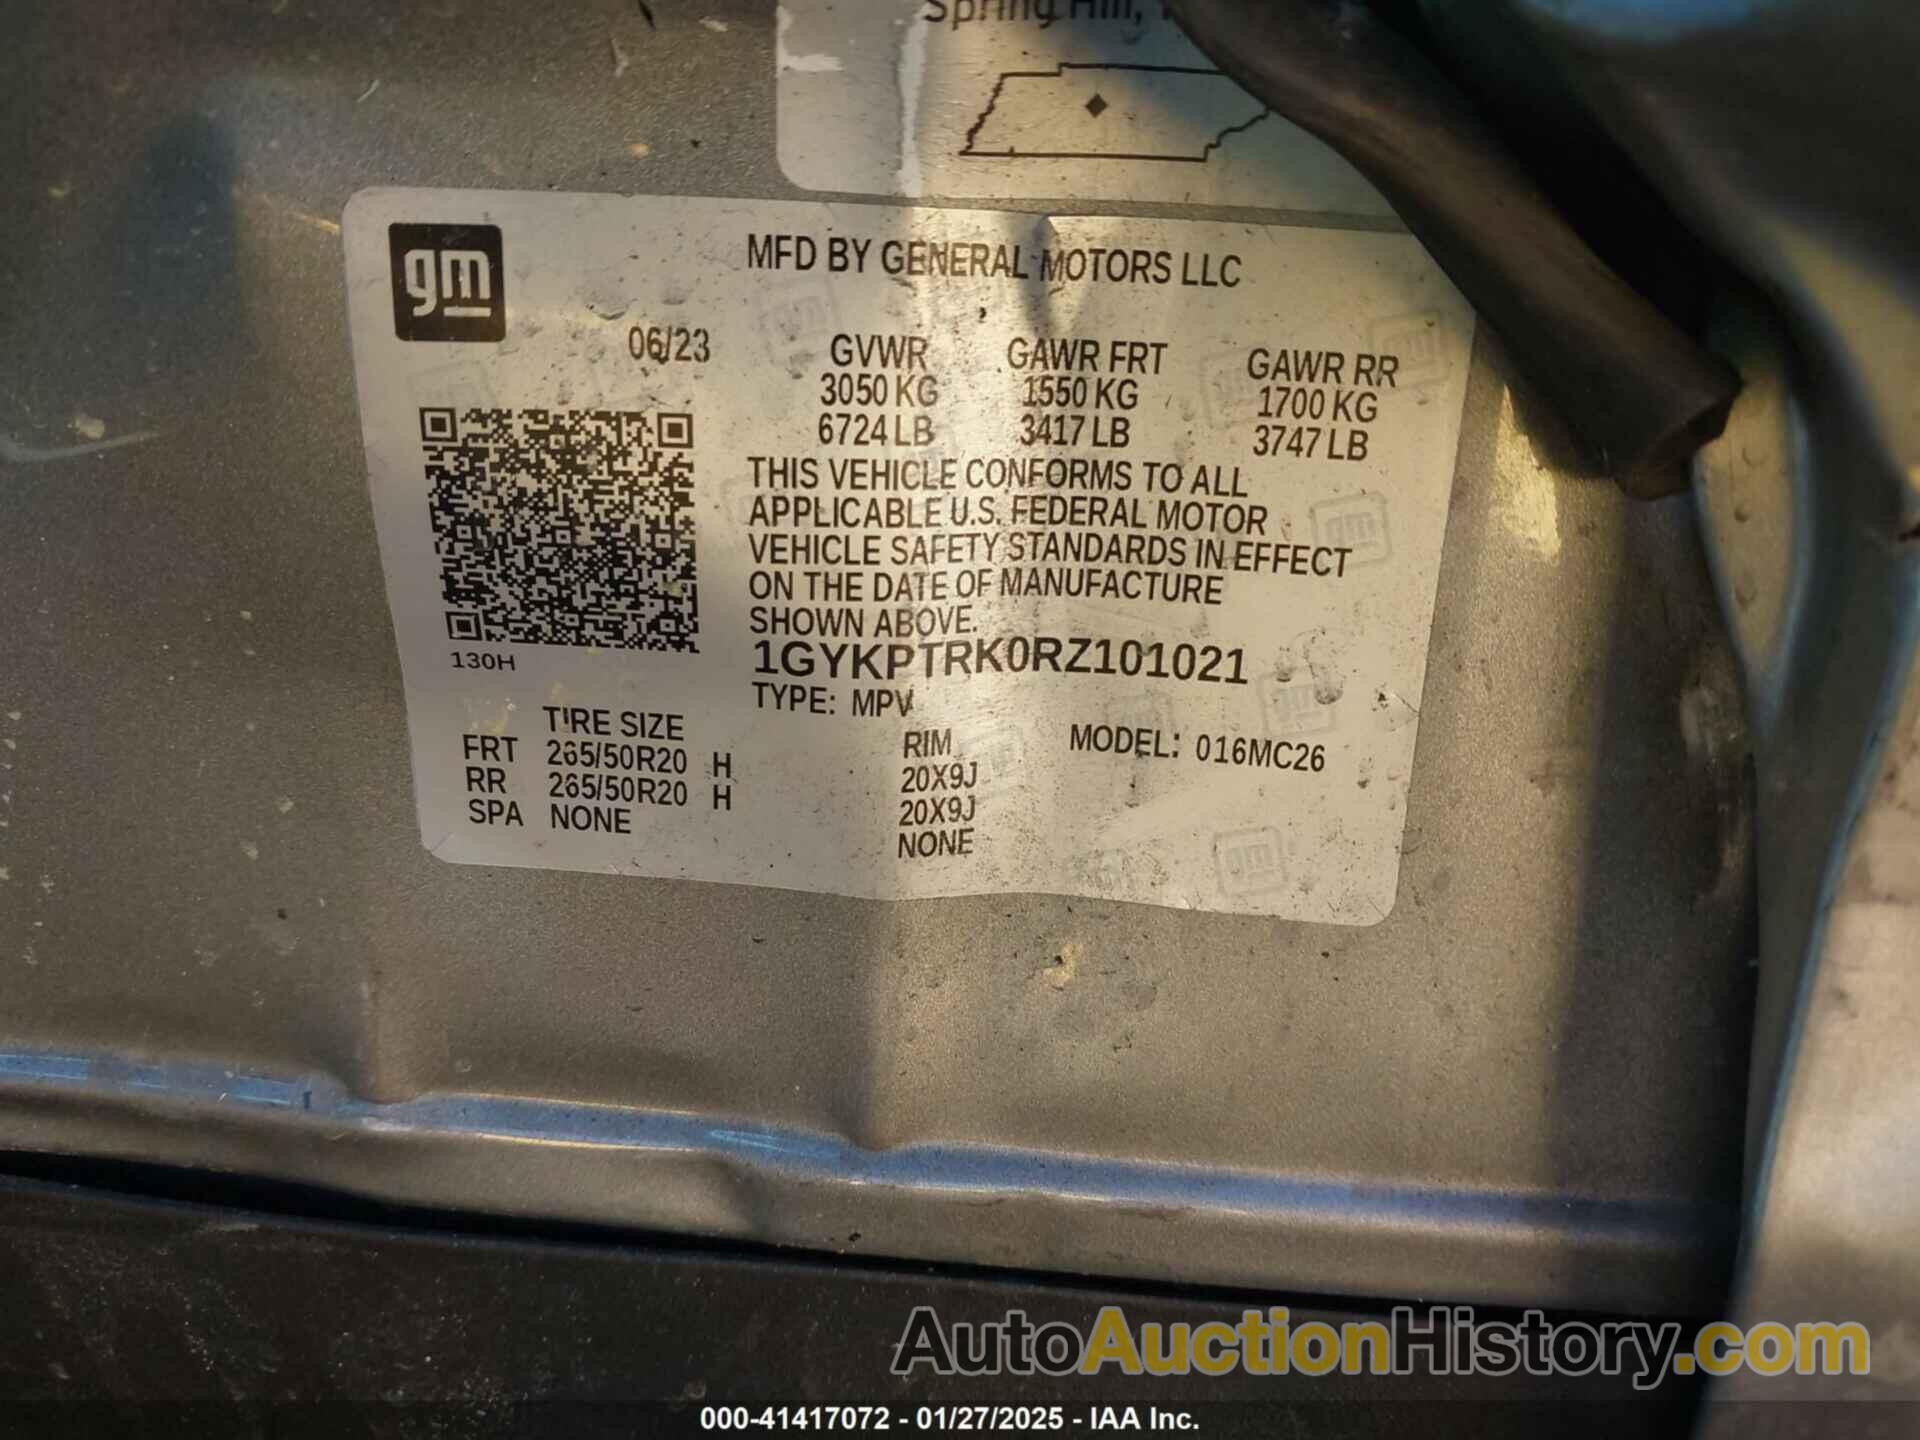 Spring Hill,
gm
MFD BY GENERAL MOTORS LLC
06/23
GVWR GAWR FRT GAWR RR
3050 KG 1550 KG 1700 KG
6724 LB 3417 LB 3747 LB
THIS VEHICLE CONFORMS TO ALL
APPLICABLE U.S. FEDERAL MOTOR
VEHICLE SAFETY STANDARDS IN EFFECT
ON THE DATE OF MANUFACTURE
SHOWN ABOVE.
130H
1GYKPTRK0RZ101021
TYPE: MPV
TIRE SIZE RIM MODEL: 016MC26
FRT 265/50R20 H 20X9J
RR 265/50R20 H 20X9J
SPA NONE NONE
AutoAuctionHistory.com
000-41417072 - 01/27/2025 - IAA Inc.